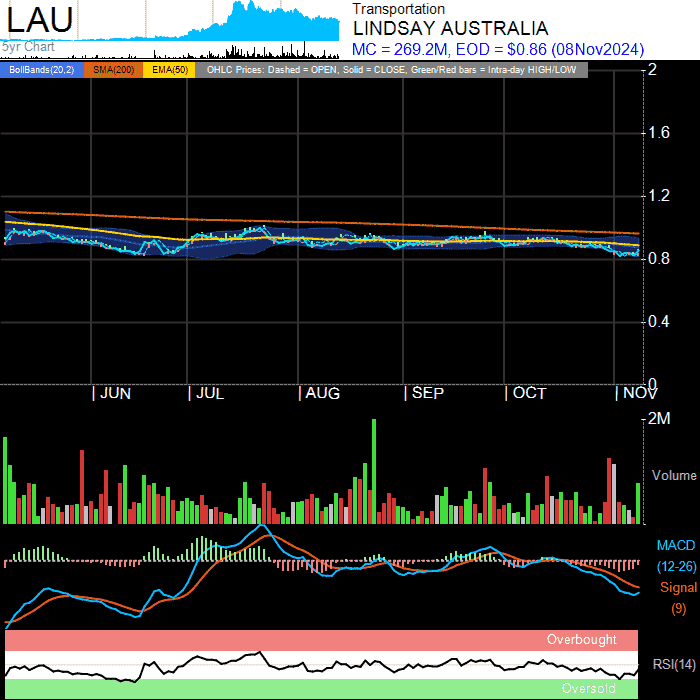 LAU
5yr Chart
Transportation
LINDSAY AUSTRALIA
MC = 269.2M, EOD = $0.86 (08Nov2024)
BollBands(20,2) SMA(200) EMA(50) OHLC Prices: Dashed = OPEN, Solid = CLOSE, Green/Red bars = Intra-day HIGH/LOW
2
1.6
1.2
0.8
0.4
0
| JUN | JUL | AUG | SEP | OCT | NOV
2M
Volume
MACD
(12-26)
Signal
(9)
Overbought
RSI(14)
Oversold